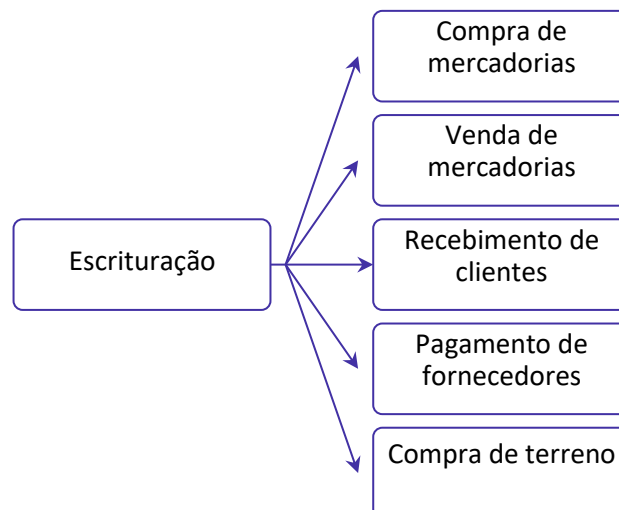 Compra de
mercadorias
Venda de
mercadorias
Escrituração
Recebimento de
clientes
Pagamento de
fornecedores
Compra de terreno